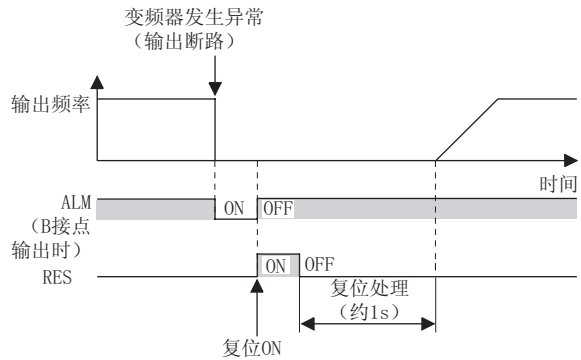 变频器发生异常
（输出断路）
输出频率
时间
ALM
（B接点
输出时）
ON OFF
RES
ON OFF
复位处理
（约1s）
复位ON